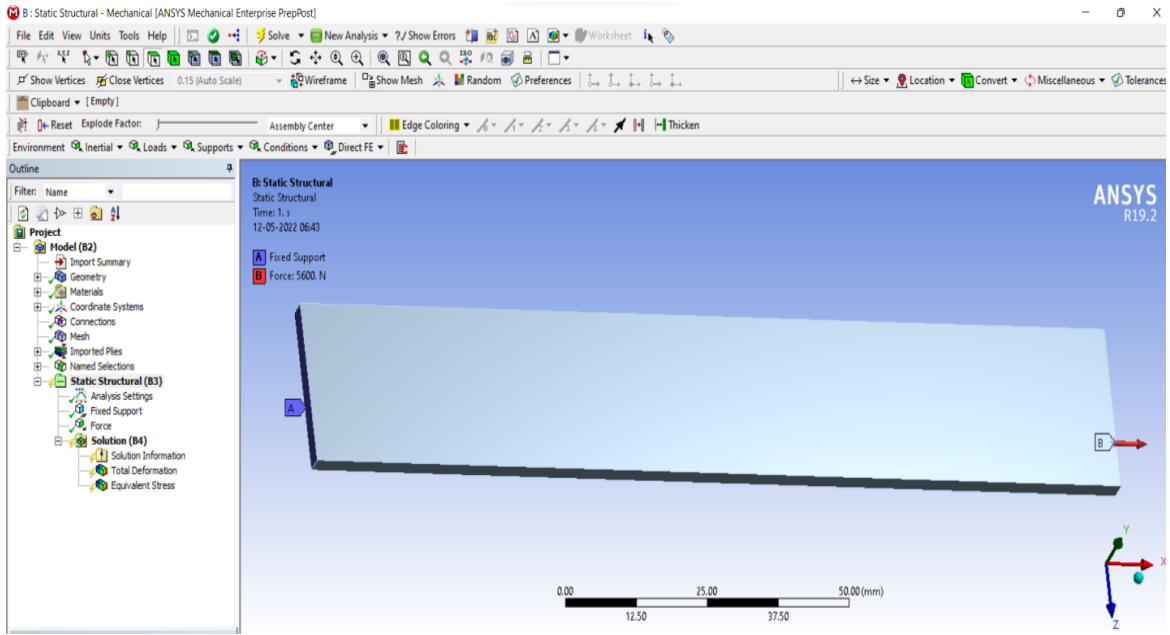 B : Static Structural - Mechanical [ANSYS Mechanical Enterprise PrepPost]
File Edit View Units Tools Help Solve New Analysis ?/ Show Errors Worksheet
Show Vertices Close Vertices 0.15 (Auto Scale) Wireframe Show Mesh Random Preferences Size Location Convert Miscellaneous Tolerances
Clipboard [Empty]
Reset Explode Factor: Assembly Center Edge Coloring Thicken
Environment Inertial Loads Supports Conditions Direct FE
Outline
Filter: Name
Project
Model (B2)
Import Summary
Geometry
Materials
Coordinate Systems
Connections
Mesh
Imported Plies
Named Selections
Static Structural (B3)
Analysis Settings
Fixed Support
Force
Solution (B4)
Solution Information
Total Deformation
Equivalent Stress
B: Static Structural
Static Structural
Time: 1. s
12-05-2022 06:43
A Fixed Support
B Force: 5600. N
ANSYS
R19.2
A
B
Y
X
Z
0.00 25.00 50.00 (mm)
12.50 37.50